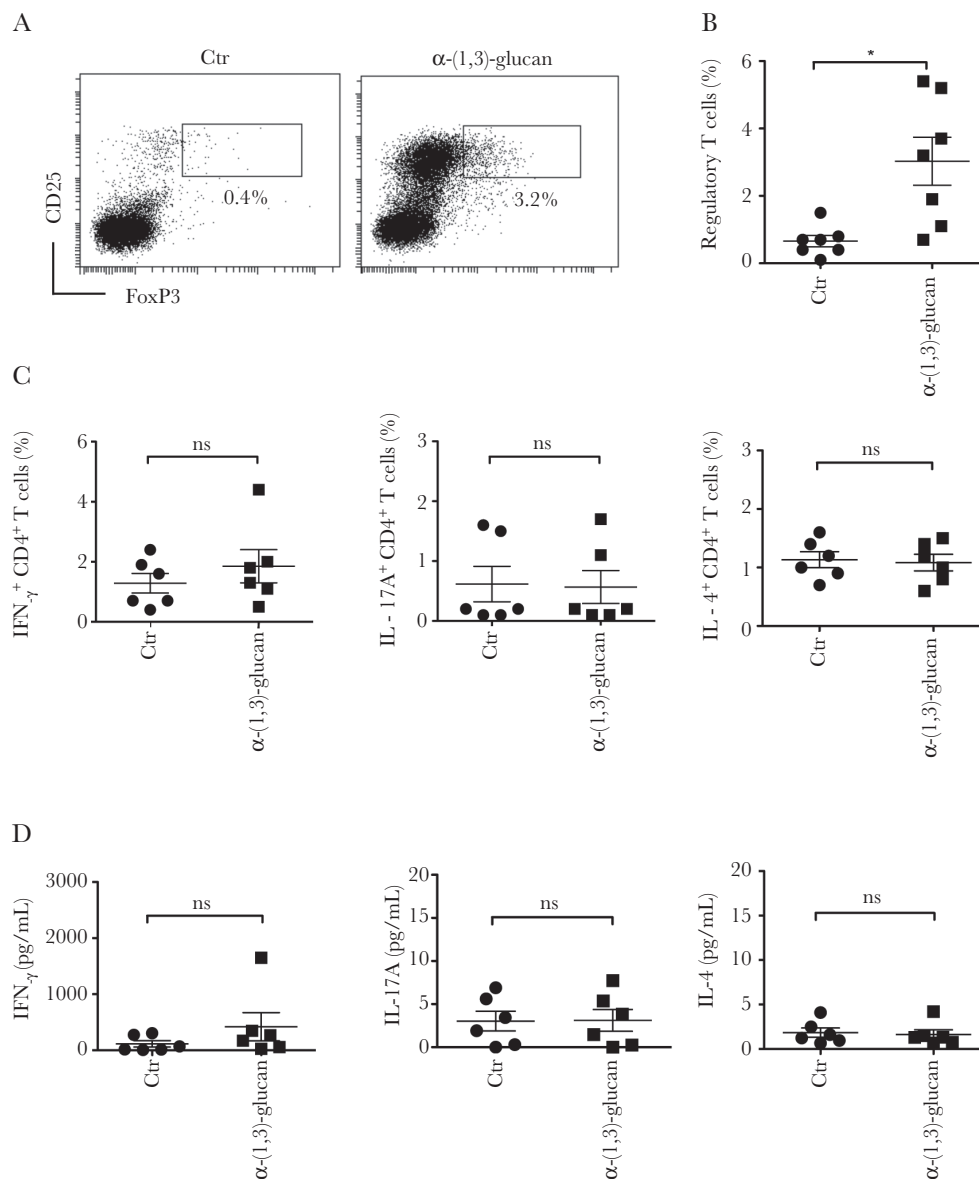 A
Ctr
α-(1,3)-glucan
CD25
0.4%
3.2%
FoxP3
B
*
Regulatory T cells (%)
6
4
2
0
Ctr
α-(1,3)-glucan
C
IFN-γ+ CD4+ T cells (%)
6
4
2
0
ns
Ctr
α-(1,3)-glucan
IL - 17A+ CD4+ T cells (%)
3
2
1
0
ns
Ctr
α-(1,3)-glucan
IL - 4+ CD4+ T cells (%)
3
2
1
0
ns
Ctr
α-(1,3)-glucan
D
IFN-γ (pg/mL)
3000
2000
1000
0
ns
Ctr
α-(1,3)-glucan
IL-17A (pg/mL)
20
15
10
5
0
ns
Ctr
α-(1,3)-glucan
IL-4 (pg/mL)
20
15
10
5
0
ns
Ctr
α-(1,3)-glucan